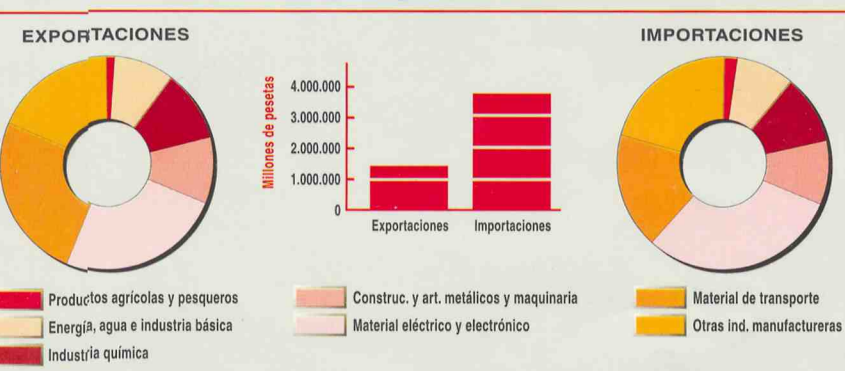 EXPORTACIONES
IMPORTACIONES
Millones de pesetas
4.000.000
3.000.000
2.000.000
1.000.000
0
Exportaciones
Importaciones
Productos agrícolas y pesqueros
Energía, agua e industria básica
Industria química
Construc. y art. metálicos y maquinaria
Material eléctrico y electrónico
Material de transporte
Otras ind. manufactureras